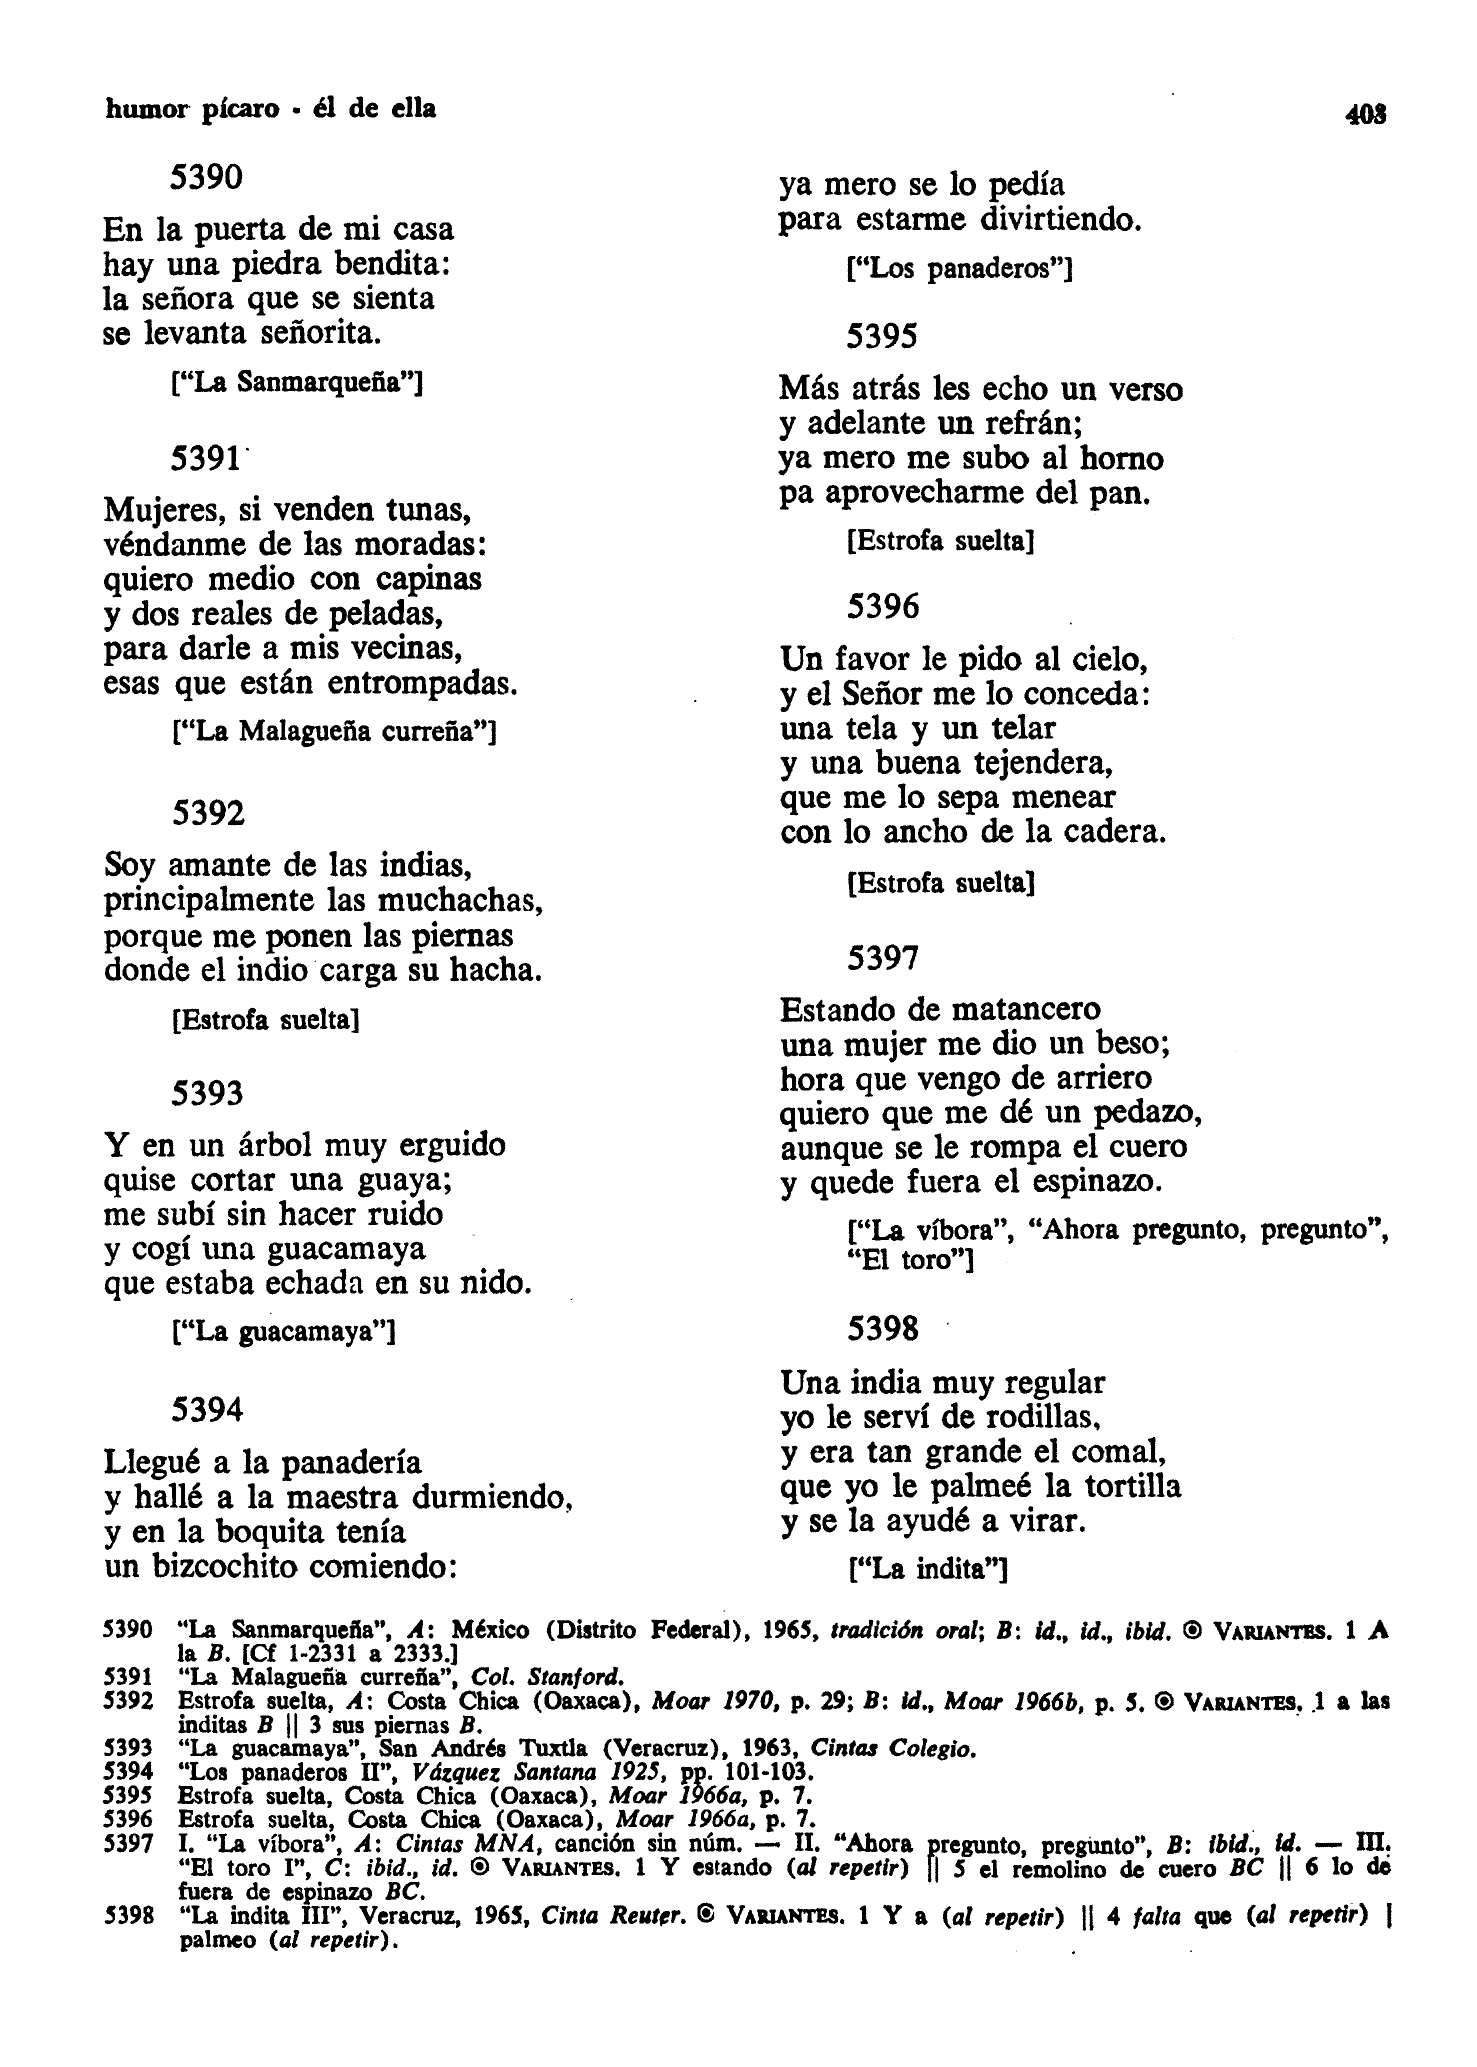 humor pícaro - él de ella
403
5390
En la puerta de mi casa
hay una piedra bendita:
la señora que se sienta
se levanta señorita.
[“La Sanmarqueña”]
5391
Mujeres, si venden tunas,
véndanme de las moradas:
quiero medio con capinas
y dos reales de peladas,
para darle a mis vecinas,
esas que están entrompadas.
[“La Malagueña curreña”]
5392
Soy amante de las indias,
principalmente las muchachas,
porque me ponen las piernas
donde el indio carga su hacha.
[Estrofa suelta]
5393
Y en un árbol muy erguido
quise cortar una guaya;
me subí sin hacer ruido
y cogí una guacamaya
que estaba echada en su nido.
[“La guacamaya”]
5394
Llegué a la panadería
y hallé a la maestra durmiendo,
y en la boquita tenía
un bizcochito comiendo:
ya mero se lo pedía
para estarme divirtiendo.
[“Los panaderos”]
5395
Más atrás les echo un verso
y adelante un refrán;
ya mero me subo al horno
pa aprovecharme del pan.
[Estrofa suelta]
5396
Un favor le pido al cielo,
y el Señor me lo conceda:
una tela y un telar
y una buena tejendera,
que me lo sepa menear
con lo ancho de la cadera.
[Estrofa suelta]
5397
Estando de matancero
una mujer me dio un beso;
hora que vengo de arriero
quiero que me dé un pedazo,
aunque se le rompa el cuero
y quede fuera el espinazo.
[“La víbora”, “Ahora pregunto, pregunto”,
“El toro”]
5398
Una india muy regular
yo le serví de rodillas,
y era tan grande el comal,
que yo le palmeé la tortilla
y se la ayudé a virar.
[“La indita”]
5390 “La Sanmarqueña”, A: México (Distrito Federal), 1965, tradición oral; B: id., id., ibid. ⊙ VARIANTES. 1 A
la B. [Cf 1-2331 a 2333.]
5391 “La Malagueña curreña”, Col. Stanford.
5392 Estrofa suelta, A: Costa Chica (Oaxaca), Moar 1970, p. 29; B: id., Moar 1966b, p. 5. ⊙ VARIANTES. 1 a las
inditas B || 3 sus piernas B.
5393 “La guacamaya”, San Andrés Tuxtla (Veracruz), 1963, Cintas Colegio.
5394 “Los panaderos II”, Vázquez Santana 1925, pp. 101-103.
5395 Estrofa suelta, Costa Chica (Oaxaca), Moar 1966a, p. 7.
5396 Estrofa suelta, Costa Chica (Oaxaca), Moar 1966a, p. 7.
5397 I. “La víbora”, A: Cintas MNA, canción sin núm. — II. “Ahora pregunto, pregunto”, B: ibid., id. — III.
“El toro I”, C: ibid., id. ⊙ VARIANTES. 1 Y estando (al repetir) || 5 el remolino de cuero BC || 6 lo de
fuera de espinazo BC.
5398 “La indita III”, Veracruz, 1965, Cinta Reuter. ⊙ VARIANTES. 1 Y a (al repetir) || 4 falta que (al repetir) |
palmeo (al repetir).